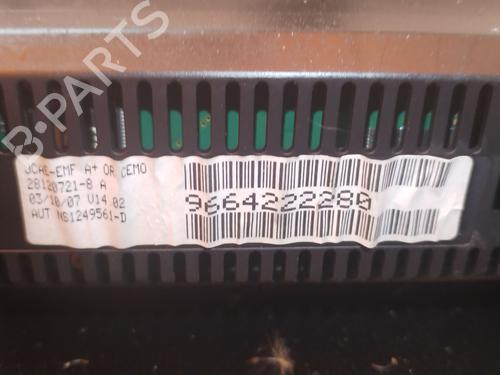 B-PARTS
JCAE-EMF A+ OR CEMO
28120721-8 A
03/10/07 V14.02
AUT NS1249561-D
9664222280